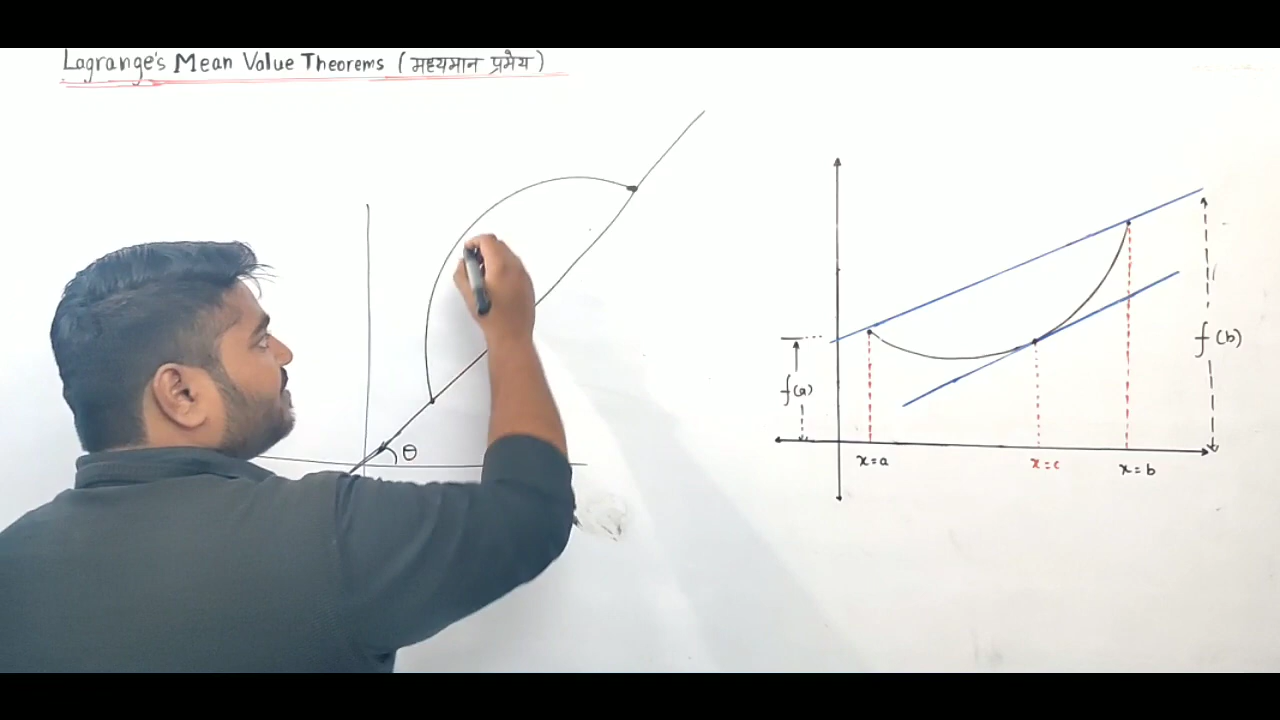 Lagrange's Mean Value Theorems (मध्यमान प्रमेय)
θ
f(a)
f(b)
x=a
x=c
x=b